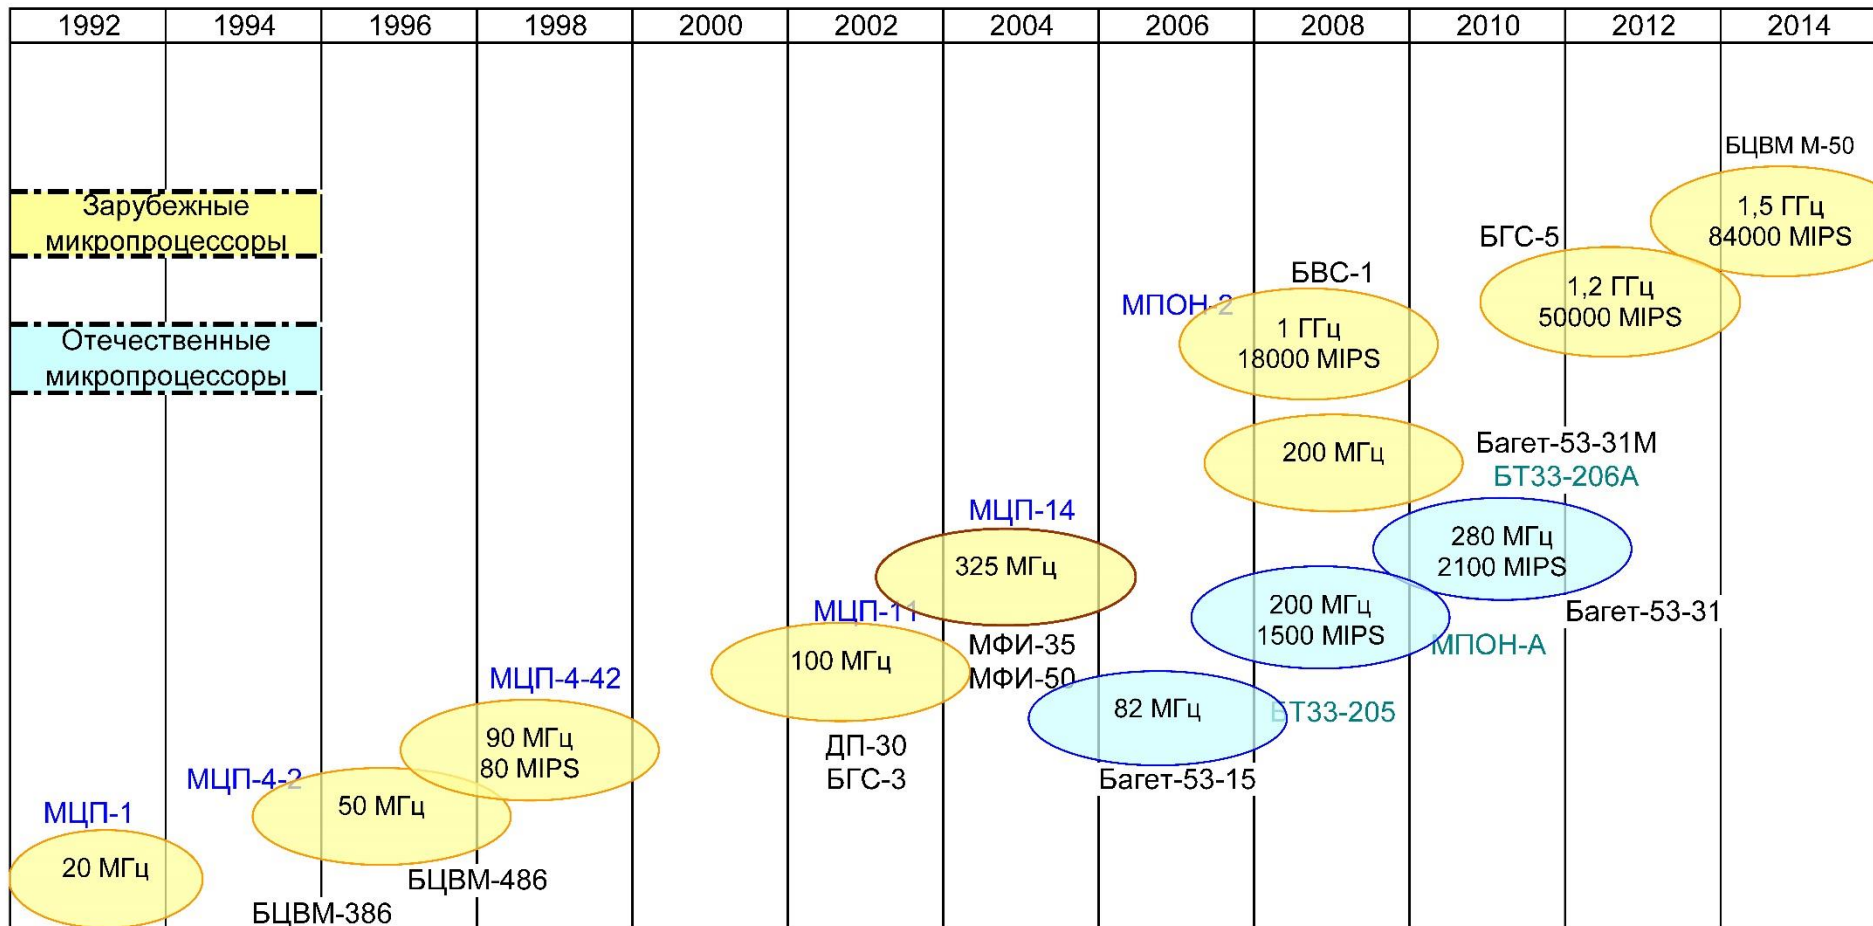 1992
1994
1996
1998
2000
2002
2004
2006
2008
2010
2012
2014
БЦВМ М-50
Зарубежные
микропроцессоры
1,5 ГГц
84000 MIPS
БГС-5
БВС-1
1,2 ГГц
50000 MIPS
МПОН-2
1 ГГц
18000 MIPS
Отечественные
микропроцессоры
200 МГц
Багет-53-31М
БТ33-206А
МЦП-14
325 МГц
280 МГц
2100 MIPS
200 МГц
1500 MIPS
Багет-53-31
МЦП-11
100 МГц
МФИ-35
МФИ-50
МПОН-А
МЦП-4-42
90 МГц
80 MIPS
82 МГц
БТ33-205
ДП-30
БГС-3
Багет-53-15
МЦП-4-2
50 МГц
МЦП-1
20 МГц
БЦВМ-486
БЦВМ-386